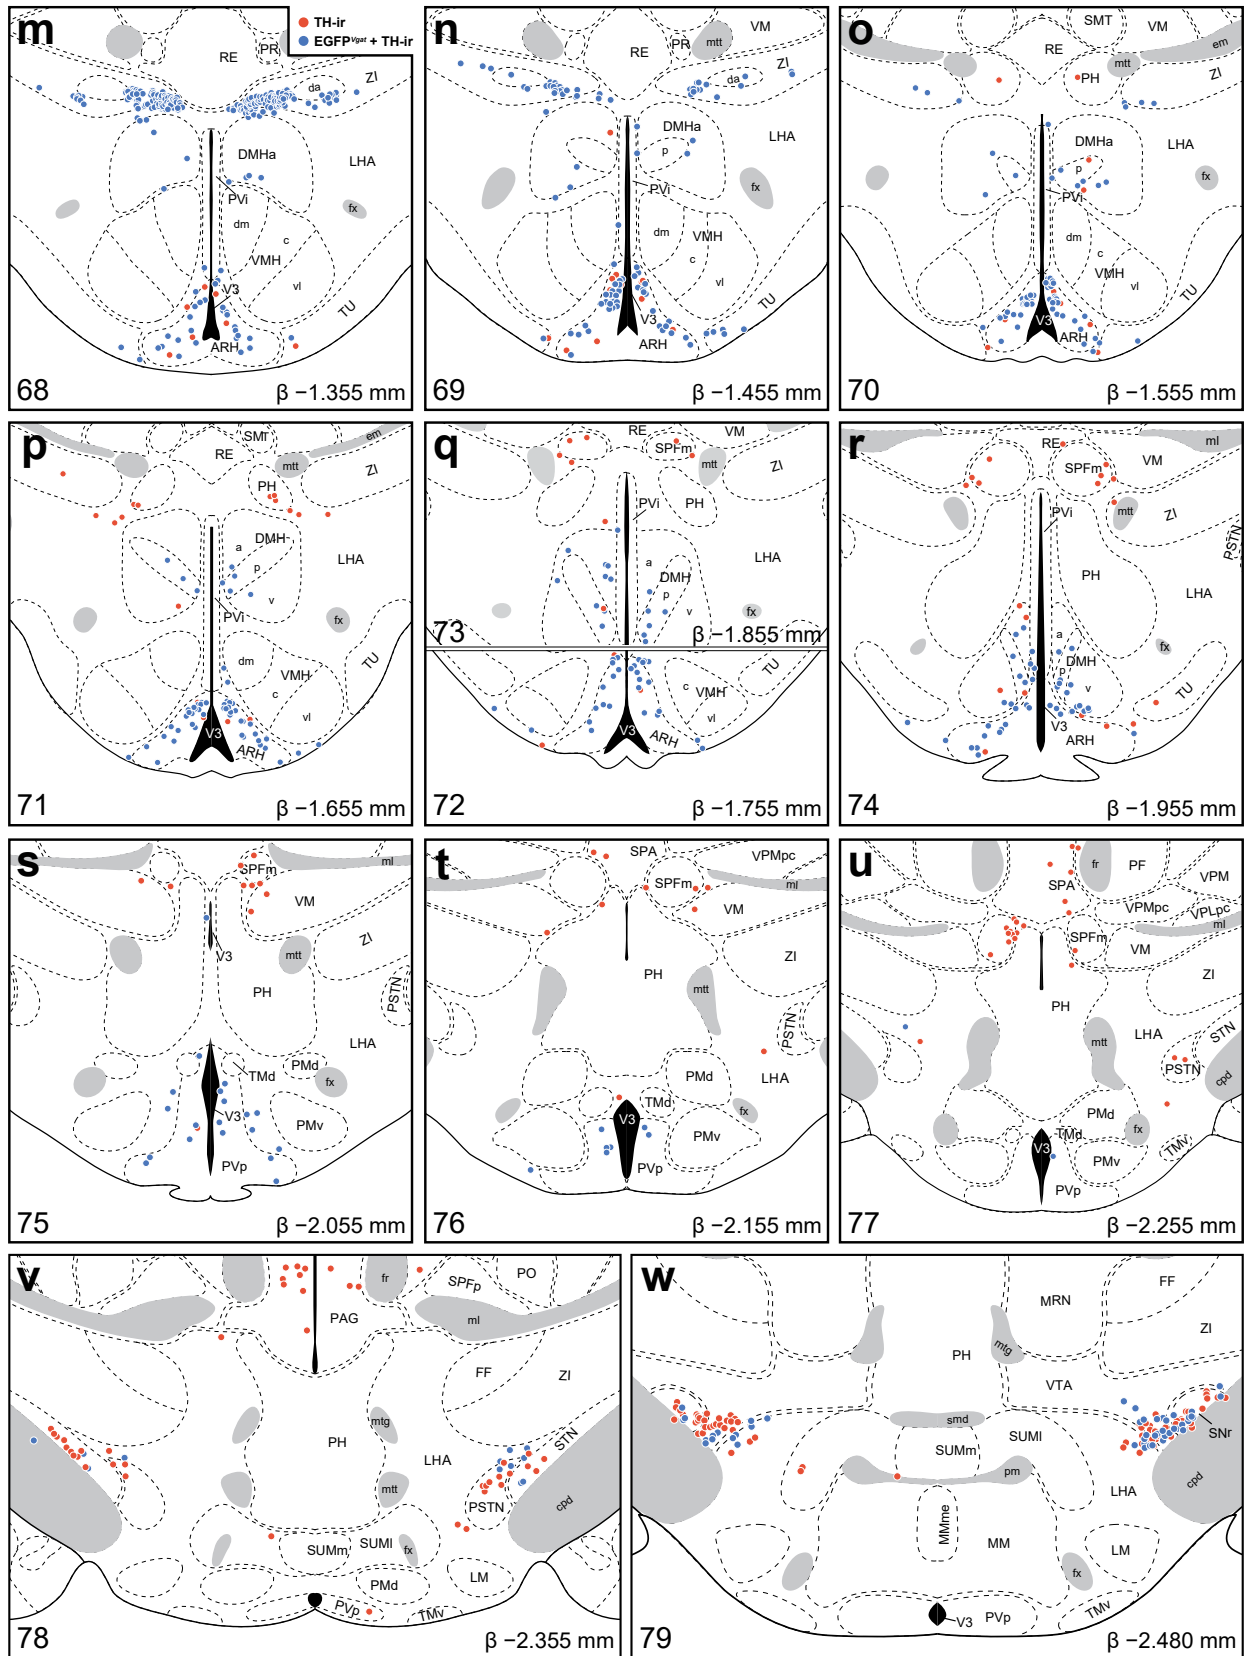 m
TH-ir
EGFPVgat + TH-ir
RE
PR
ZI
da
DMHa
LHA
PVi
fx
dm
c
VMH
vl
V3
TU
ARH
68
β −1.355 mm
n
RE
PR
mtt
VM
ZI
da
DMHa
p
LHA
PVi
fx
dm
VMH
c
vl
V3
TU
ARH
69
β −1.455 mm
o
SMT
VM
RE
em
mtt
PH
ZI
DMHa
p
LHA
PVi
fx
dm
c
VMH
vl
TU
V3
ARH
70
β −1.555 mm
p
SMT
em
RE
mtt
ZI
PH
DMH
a
p
LHA
v
PVi
fx
dm
VMH
TU
c
vl
V3
ARH
71
β −1.655 mm
q
RE
VM
SPFm
mtt
ZI
PH
PVi
LHA
a
DMH
p
v
fx
73
β −1.855 mm
TU
c
VMH
vl
V3
ARH
72
β −1.755 mm
r
RE
ml
SPFm
VM
mtt
ZI
PVi
PSTN
PH
LHA
a
fx
DMH
p
v
TU
V3
ARH
74
β −1.955 mm
s
ml
SPFm
VM
ZI
V3
mtt
PH
PSTN
LHA
PMd
TMd
fx
V3
PMv
PVp
75
β −2.055 mm
t
SPA
VPMpc
SPFm
ml
VM
ZI
PH
mtt
PSTN
PMd
LHA
TMd
fx
V3
PMv
PVp
76
β −2.155 mm
u
fr
PF
SPA
VPM
VPMpc
VPLpc
ml
SPFm
VM
ZI
PH
LHA
STN
mtt
PSTN
cpd
PMd
fx
TMd
V3
TMv
PMv
PVp
77
β −2.255 mm
v
fr
SPFp
PO
PAG
ml
FF
ZI
mtg
PH
STN
LHA
mtt
PSTN
cpd
SUMm
SUMl
fx
PMd
LM
PVp
TMv
78
β −2.355 mm
w
FF
MRN
ZI
mtg
PH
VTA
smd
SNr
SUMm
SUMl
pm
cpd
LHA
MMme
MM
LM
fx
TMv
V3
PVp
79
β −2.480 mm